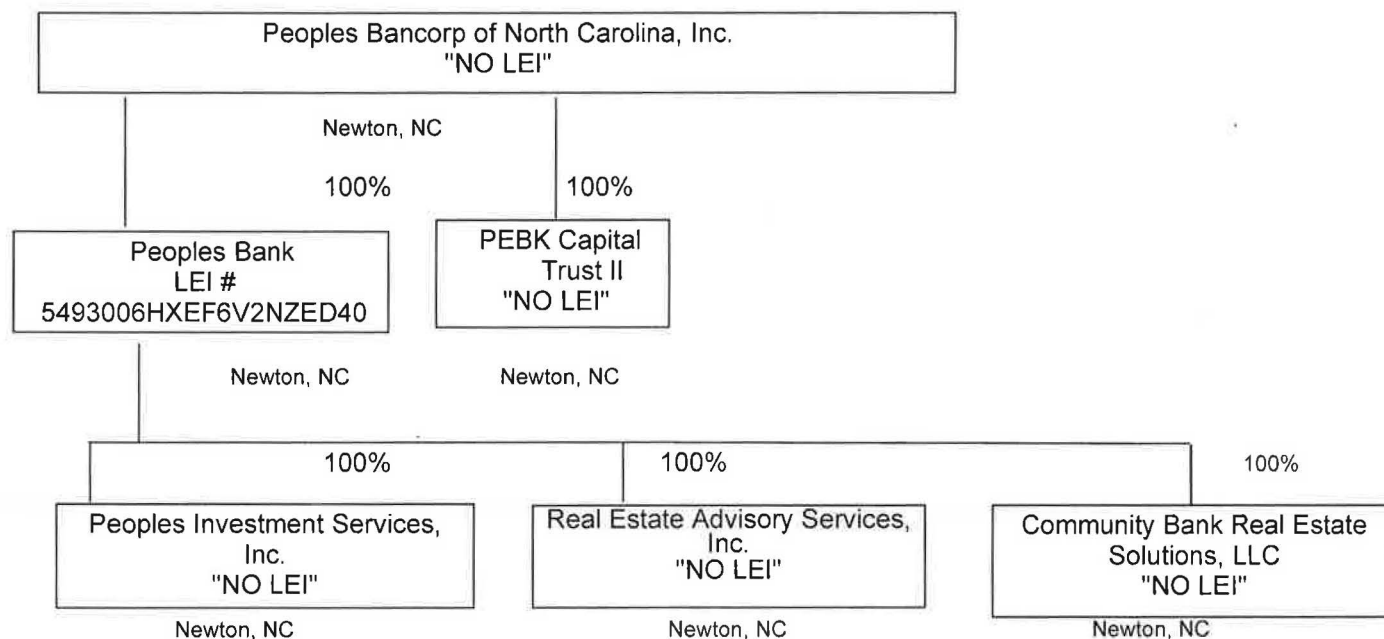 Peoples Bancorp of North Carolina, Inc.
"NO LEI"
Newton, NC
100%
100%
Peoples Bank
LEI #
5493006HXEF6V2NZED40
PEBK Capital
Trust II
"NO LEI"
Newton, NC
Newton, NC
100%
100%
100%
Peoples Investment Services,
Inc.
"NO LEI"
Real Estate Advisory Services,
Inc.
"NO LEI"
Community Bank Real Estate
Solutions, LLC
"NO LEI"
Newton, NC
Newton, NC
Newton, NC